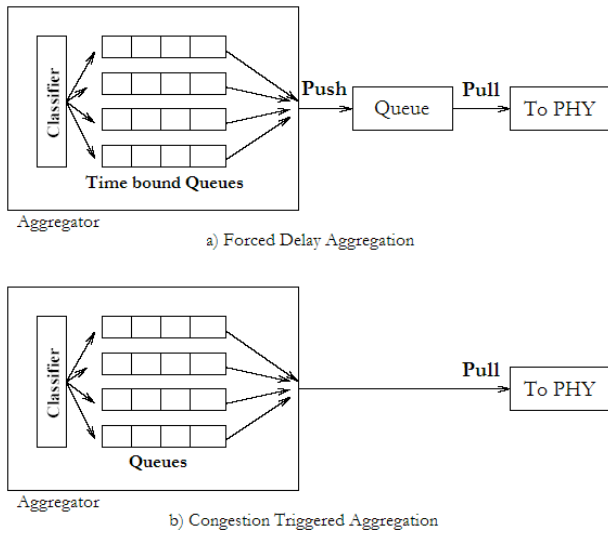 Classifier
Time bound Queues
Push
Queue
Pull
To PHY
Aggregator
a) Forced Delay Aggregation
Classifier
Queues
Pull
To PHY
Aggregator
b) Congestion Triggered Aggregation